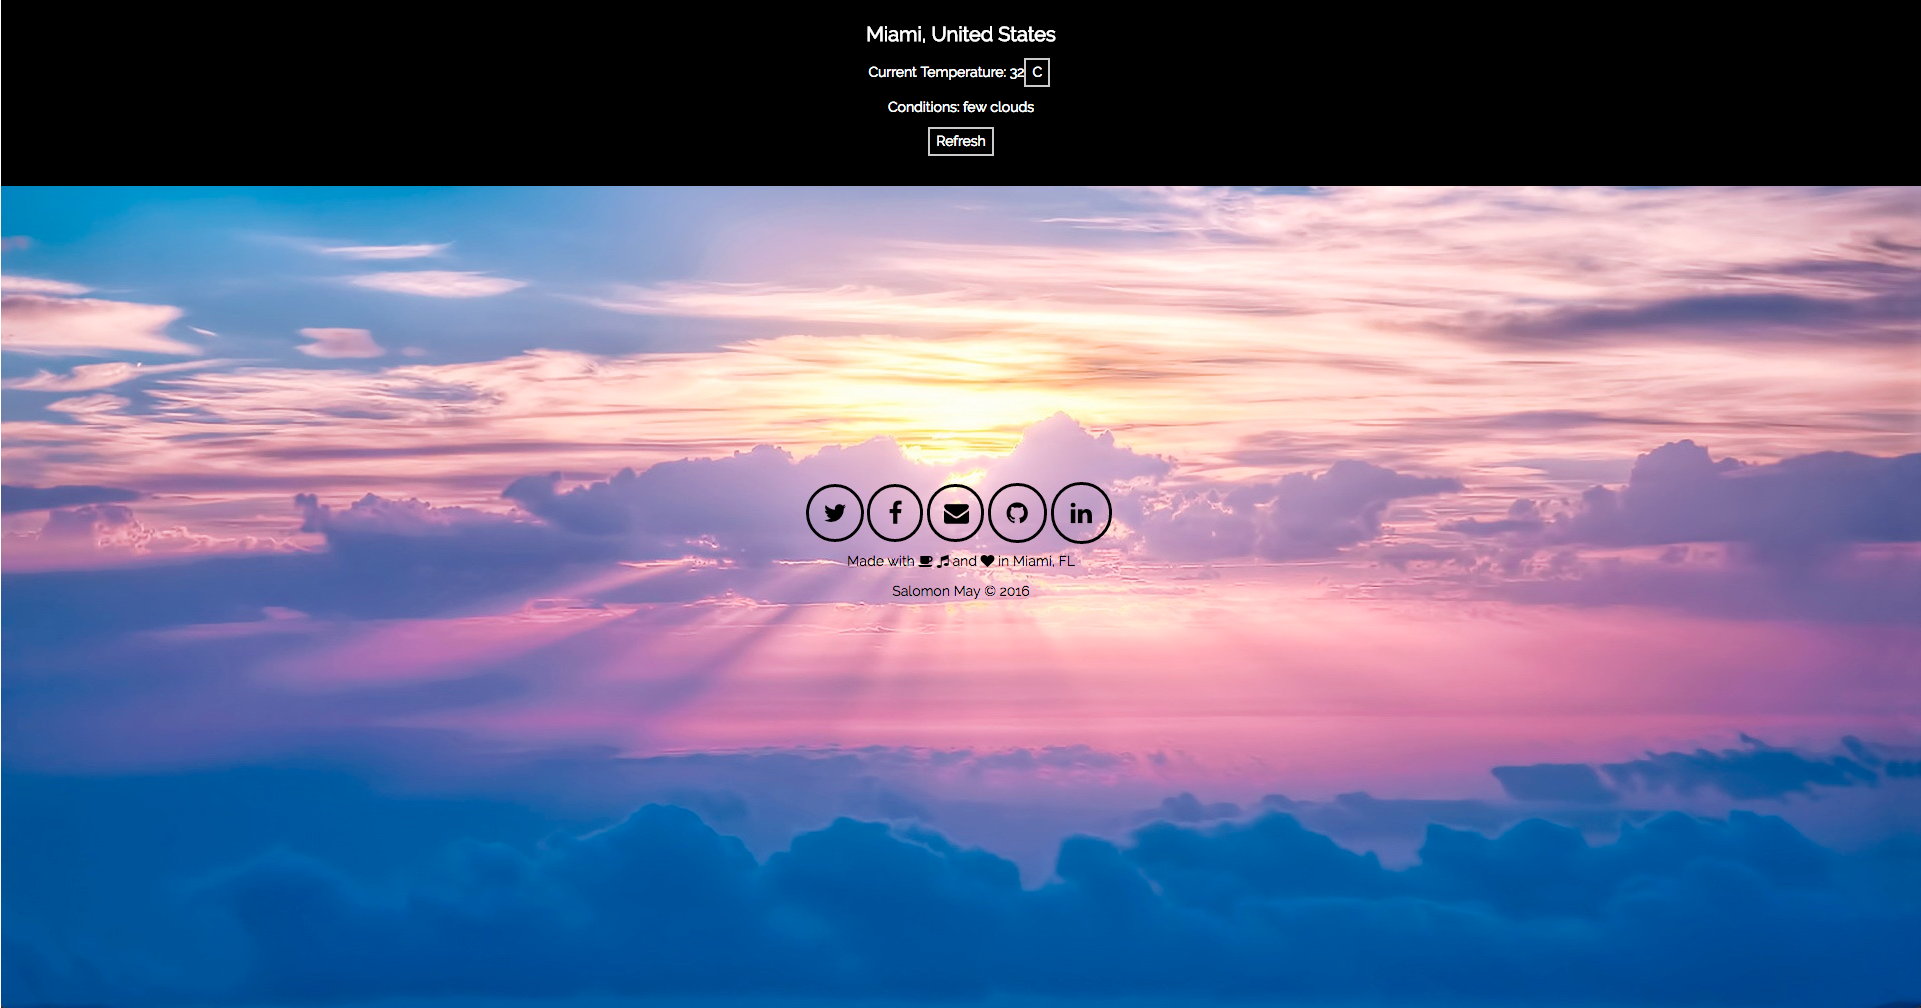 Miami, United States
Current Temperature: 32 C
Conditions: few clouds
Refresh
Made with and in Miami, FL
Salomon May © 2016